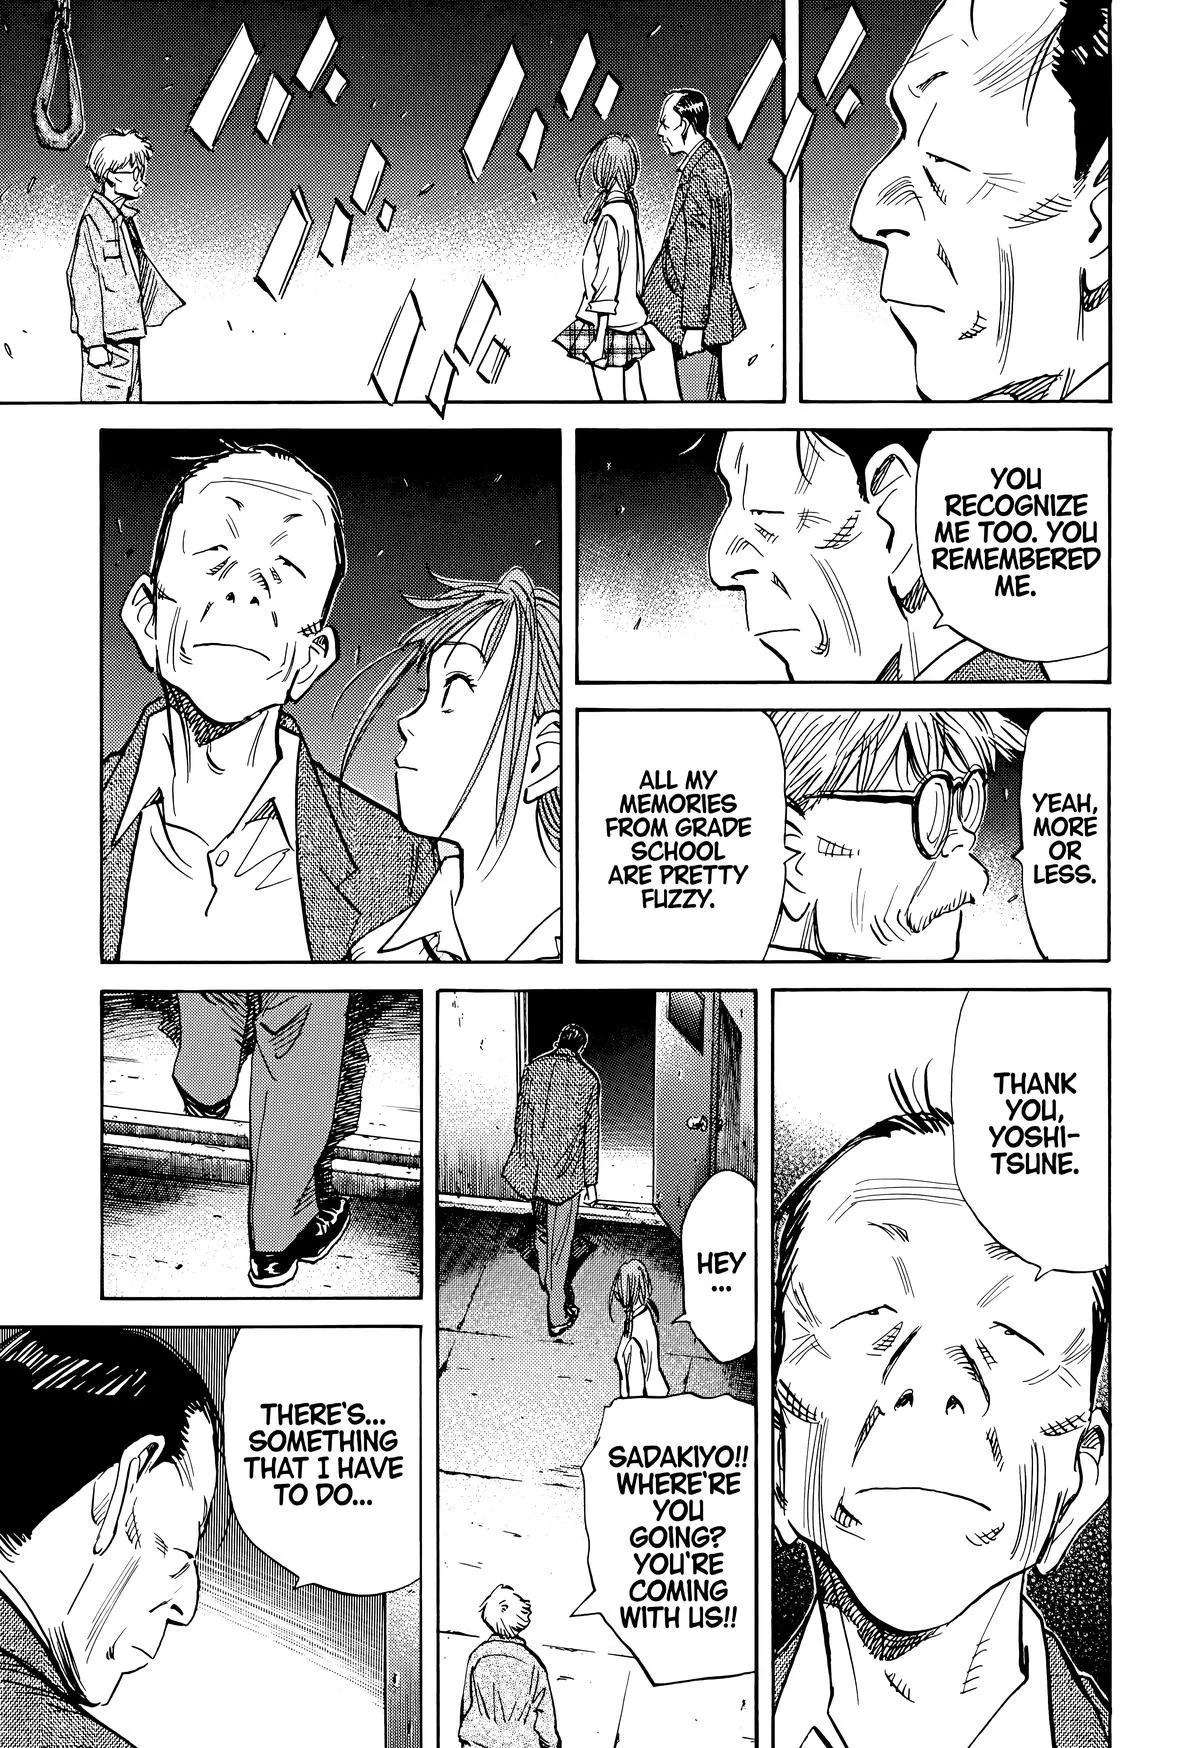 YOU
RECOGNIZE
ME TOO. YOU
REMEMBERED
ME.
YEAH,
MORE
OR
LESS.
ALL MY
MEMORIES
FROM GRADE
SCHOOL
ARE PRETTY
FUZZY.
THANK
YOU,
YOSHI-
TSUNE.
HEY
...
SADAKIYO!!
WHERE'RE
YOU
GOING?
YOU'RE
COMING
WITH US!!
THERE'S...
SOMETHING
THAT I HAVE
TO DO...